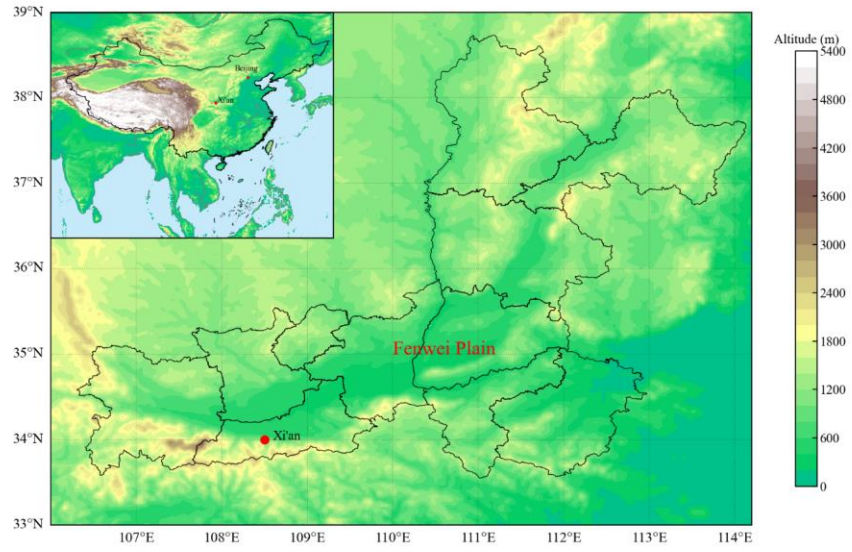 39°N
38°N
37°N
36°N
35°N
34°N
33°N
107°E 108°E 109°E 110°E 111°E 112°E 113°E 114°E
Beijing
Xi'an
Fenwei Plain
Xi'an
Altitude (m)
5400
4800
4200
3600
3000
2400
1800
1200
600
0